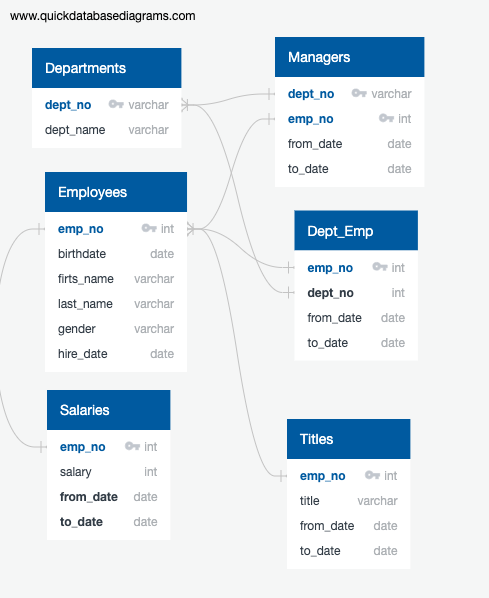 www.quickdatabasediagrams.com
Departments
dept_no varchar
dept_name varchar
Managers
dept_no varchar
emp_no int
from_date date
to_date date
Employees
emp_no int
birthdate date
firts_name varchar
last_name varchar
gender varchar
hire_date date
Dept_Emp
emp_no int
dept_no int
from_date date
to_date date
Salaries
emp_no int
salary int
from_date date
to_date date
Titles
emp_no int
title varchar
from_date date
to_date date